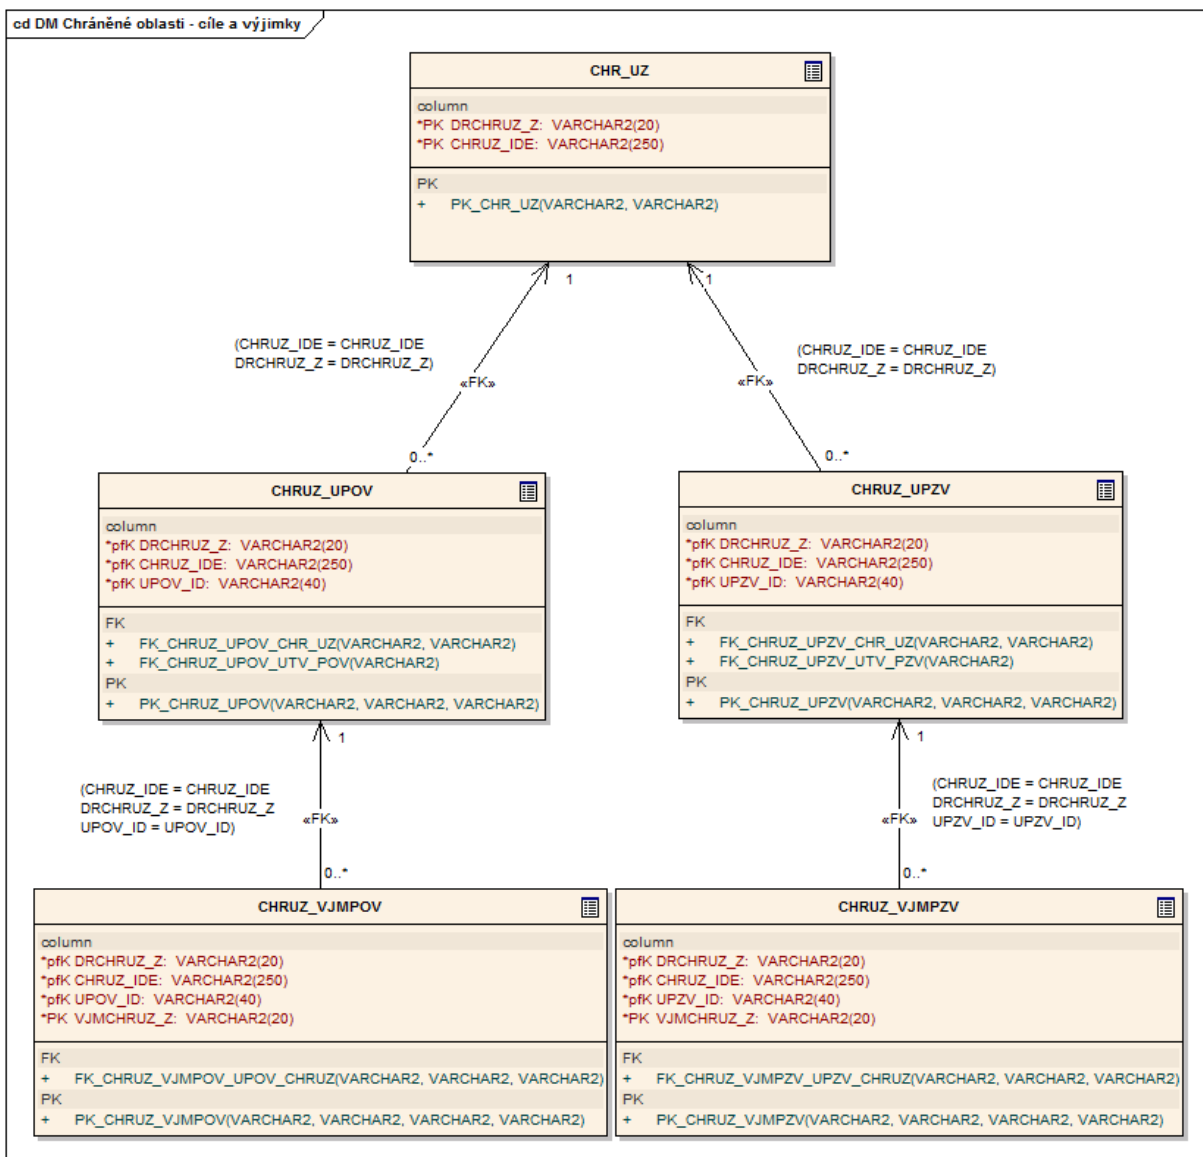 cd DM Chráněné oblasti - cíle a výjimky
CHR_UZ
column
*PK DRCHRUZ_Z: VARCHAR2(20)
*PK CHRUZ_IDE: VARCHAR2(250)
PK
+ PK_CHR_UZ(VARCHAR2, VARCHAR2)
1
1
(CHRUZ_IDE = CHRUZ_IDE
DRCHRUZ_Z = DRCHRUZ_Z)
«FK»
(CHRUZ_IDE = CHRUZ_IDE
DRCHRUZ_Z = DRCHRUZ_Z)
«FK»
0..*
0..*
CHRUZ_UPOV
column
*pfK DRCHRUZ_Z: VARCHAR2(20)
*pfK CHRUZ_IDE: VARCHAR2(250)
*pfK UPOV_ID: VARCHAR2(40)
FK
+ FK_CHRUZ_UPOV_CHR_UZ(VARCHAR2, VARCHAR2)
+ FK_CHRUZ_UPOV_UTV_POV(VARCHAR2)
PK
+ PK_CHRUZ_UPOV(VARCHAR2, VARCHAR2, VARCHAR2)
CHRUZ_UPZV
column
*pfK DRCHRUZ_Z: VARCHAR2(20)
*pfK CHRUZ_IDE: VARCHAR2(250)
*pfK UPZV_ID: VARCHAR2(40)
FK
+ FK_CHRUZ_UPZV_CHR_UZ(VARCHAR2, VARCHAR2)
+ FK_CHRUZ_UPZV_UTV_PZV(VARCHAR2)
PK
+ PK_CHRUZ_UPZV(VARCHAR2, VARCHAR2, VARCHAR2)
1
(CHRUZ_IDE = CHRUZ_IDE
DRCHRUZ_Z = DRCHRUZ_Z
UPOV_ID = UPOV_ID)
«FK»
0..*
1
(CHRUZ_IDE = CHRUZ_IDE
DRCHRUZ_Z = DRCHRUZ_Z
UPZV_ID = UPZV_ID)
«FK»
0..*
CHRUZ_VJMPOV
column
*pfK DRCHRUZ_Z: VARCHAR2(20)
*pfK CHRUZ_IDE: VARCHAR2(250)
*pfK UPOV_ID: VARCHAR2(40)
*PK VJMCHRUZ_Z: VARCHAR2(20)
FK
+ FK_CHRUZ_VJMPOV_UPOV_CHRUZ(VARCHAR2, VARCHAR2, VARCHAR2)
PK
+ PK_CHRUZ_VJMPOV(VARCHAR2, VARCHAR2, VARCHAR2, VARCHAR2)
CHRUZ_VJMPZV
column
*pfK DRCHRUZ_Z: VARCHAR2(20)
*pfK CHRUZ_IDE: VARCHAR2(250)
*pfK UPZV_ID: VARCHAR2(40)
*PK VJMCHRUZ_Z: VARCHAR2(20)
FK
+ FK_CHRUZ_VJMPZV_UPZV_CHRUZ(VARCHAR2, VARCHAR2, VARCHAR2)
PK
+ PK_CHRUZ_VJMPZV(VARCHAR2, VARCHAR2, VARCHAR2, VARCHAR2)